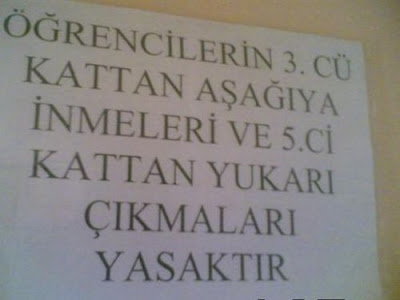 ÖĞRENCİLERİN 3. CÜ
KATTAN AŞAĞIYA
İNMELERİ VE 5.Cİ
KATTAN YUKARI
ÇIKMALARI
YASAKTIR